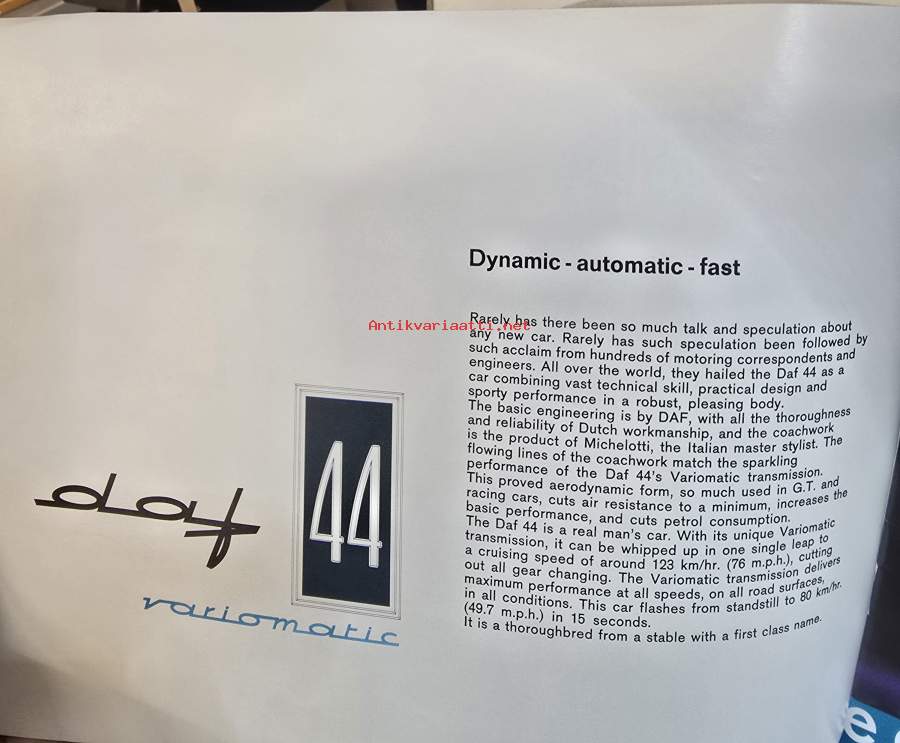 Dynamic - automatic - fast
Antikvariaatti.net
Rarely has there been so much talk and speculation about
any new car. Rarely has such speculation been followed by
such acclaim from hundreds of motoring correspondents and
engineers. All over the world, they hailed the Daf 44 as a
car combining vast technical skill, practical design and
sporty performance in a robust, pleasing body.
The basic engineering is by DAF, with all the thoroughness
and reliability of Dutch workmanship, and the coachwork
is the product of Michelotti, the Italian master stylist. The
flowing lines of the coachwork match the sparkling
performance of the Daf 44's Variomatic transmission.
This proved aerodynamic form, so much used in G.T. and
racing cars, cuts air resistance to a minimum, increases the
basic performance, and cuts petrol consumption.
The Daf 44 is a real man's car. With its unique Variomatic
transmission, it can be whipped up in one single leap to
a cruising speed of around 123 km/hr. (76 m.p.h.), cutting
out all gear changing. The Variomatic transmission delivers
maximum performance at all speeds, on all road surfaces,
in all conditions. This car flashes from standstill to 80 km/hr.
(49.7 m.p.h.) in 15 seconds.
It is a thoroughbred from a stable with a first class name.
daf
44
variomatic